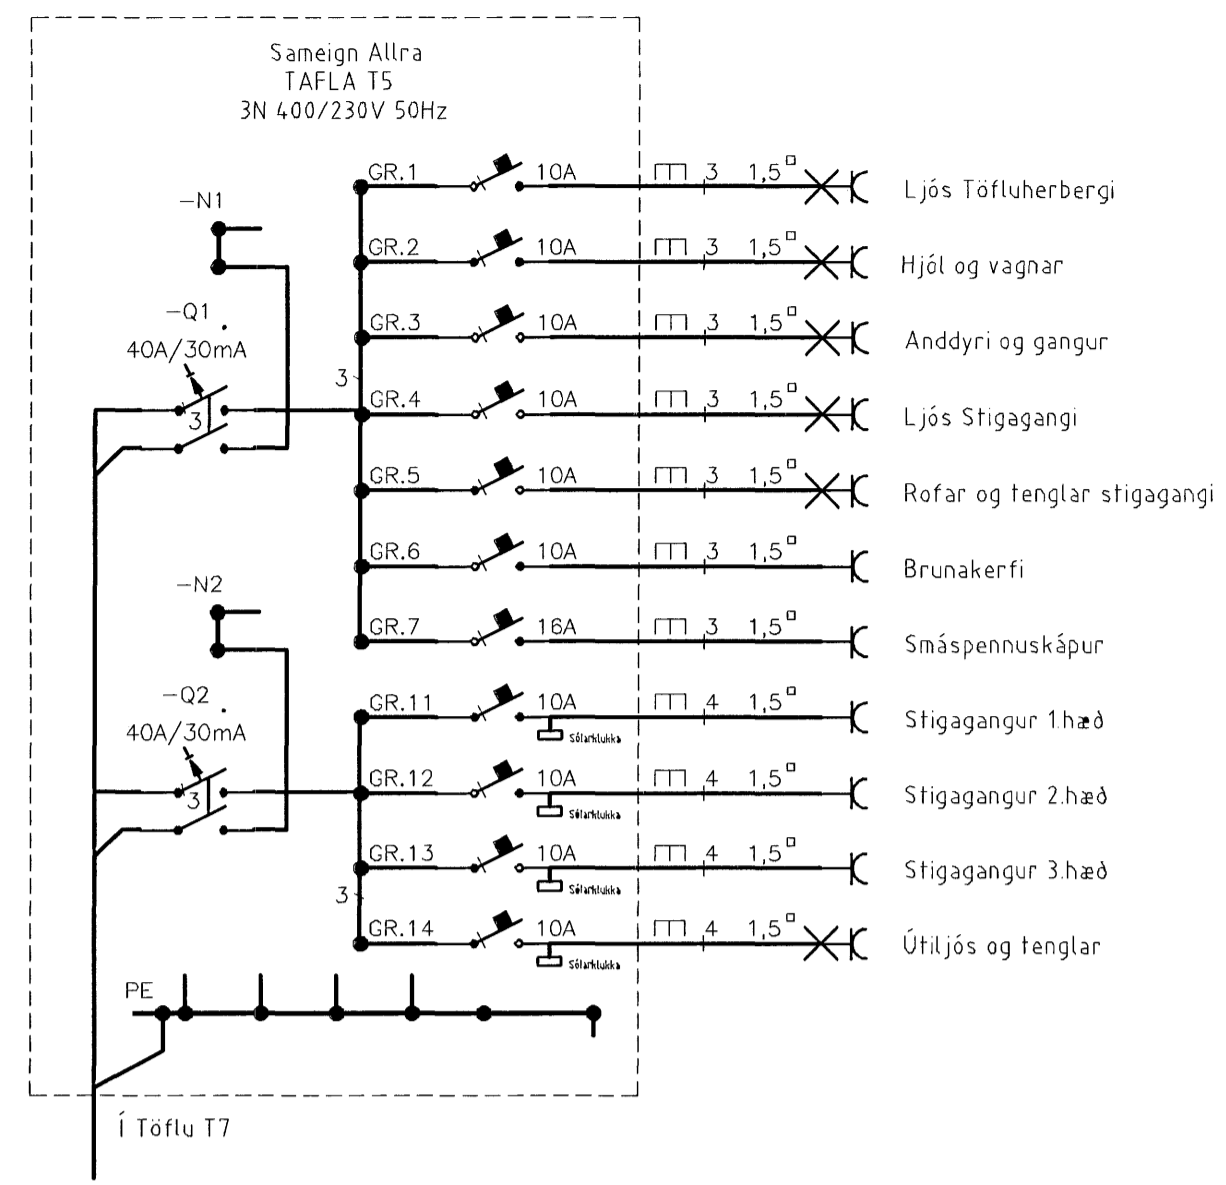 Sameign Allra
TAFLA T5
3N 400/230V 50Hz
GR.1 10A 3 1,5□ Ljós Töfluherbergi
-N1
GR.2 10A 3 1,5□ Hjól og vagnar
-Q1
40A/30mA
GR.3 10A 3 1,5□ Anddyri og gangur
3
GR.4 10A 3 1,5□ Ljós Stigagangi
3
GR.5 10A 3 1,5□ Rofar og tenglar stigagangi
GR.6 10A 3 1,5□ Brunakerfi
-N2
GR.7 16A 3 1,5□ Smáspennuskápur
-Q2
40A/30mA
GR.11 10A 4 1,5□ Stigagangur 1.hæð
Sólarklukka
3
GR.12 10A 4 1,5□ Stigagangur 2.hæð
Sólarklukka
GR.13 10A 4 1,5□ Stigagangur 3.hæð
Sólarklukka
3
GR.14 10A 4 1,5□ Útiljós og tenglar
Sólarklukka
PE
Í Töflu T7